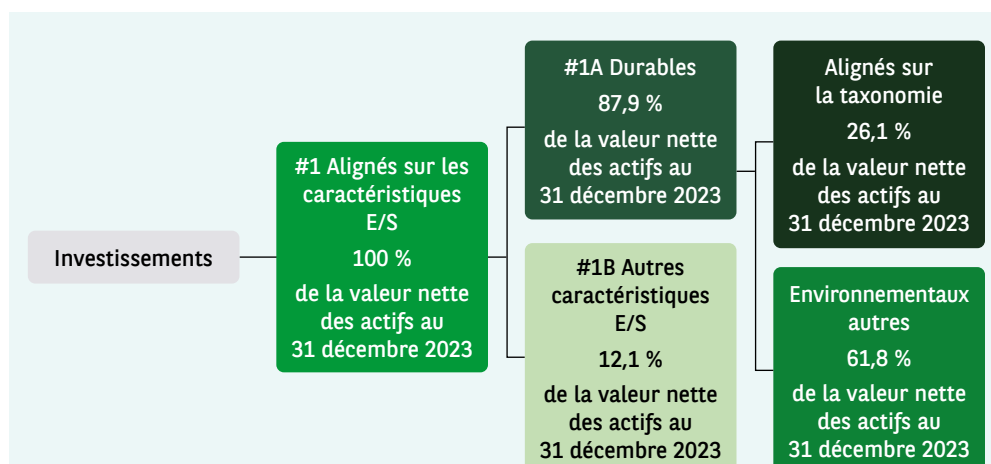 Investissements
#1 Alignés sur les
caractéristiques
E/S
100 %
de la valeur nette
des actifs au
31 décembre 2023
#1A Durables
87,9 %
de la valeur nette
des actifs au
31 décembre 2023
#1B Autres
caractéristiques
E/S
12,1 %
de la valeur nette
des actifs au
31 décembre 2023
Alignés sur
la taxonomie
26,1 %
de la valeur nette
des actifs au
31 décembre 2023
Environnementaux
autres
61,8 %
de la valeur nette
des actifs au
31 décembre 2023